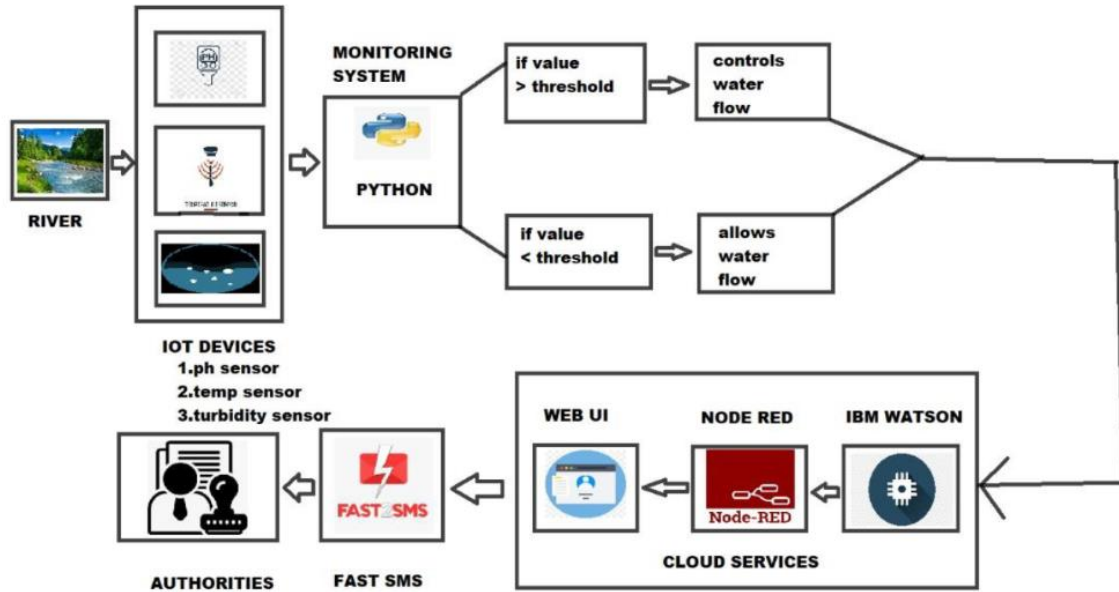 MONITORING
SYSTEM
if value
> threshold
controls
water
flow
PYTHON
RIVER
if value
< threshold
allows
water
flow
IOT DEVICES
1.ph sensor
2.temp sensor
3.turbidity sensor
WEB UI
NODE RED
IBM WATSON
FAST2SMS
Node-RED
CLOUD SERVICES
AUTHORITIES
FAST SMS